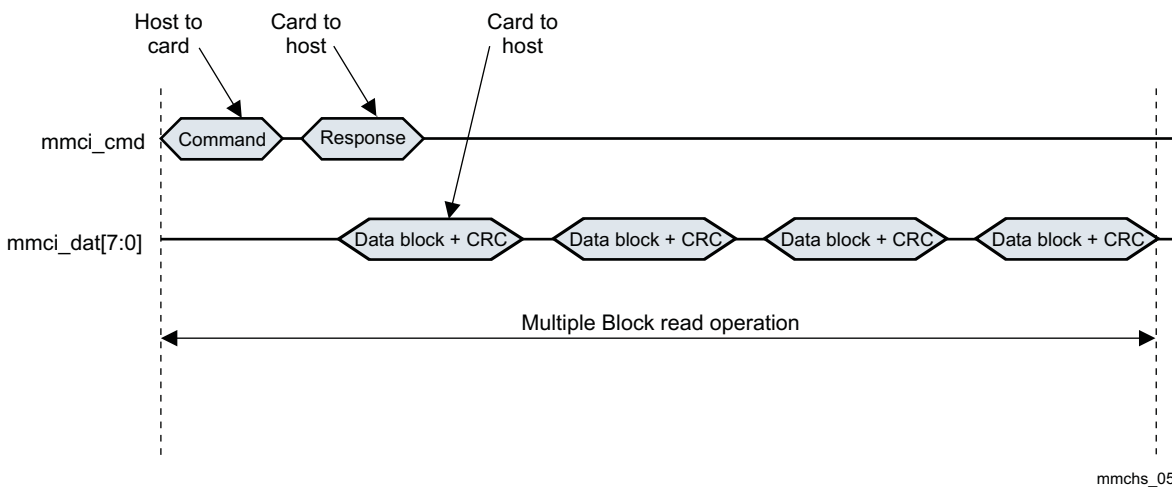 Host to
card
Card to
host
Card to
host
mmci_cmd
Command
Response
mmci_dat[7:0]
Data block + CRC
Data block + CRC
Data block + CRC
Data block + CRC
Multiple Block read operation
mmchs_05